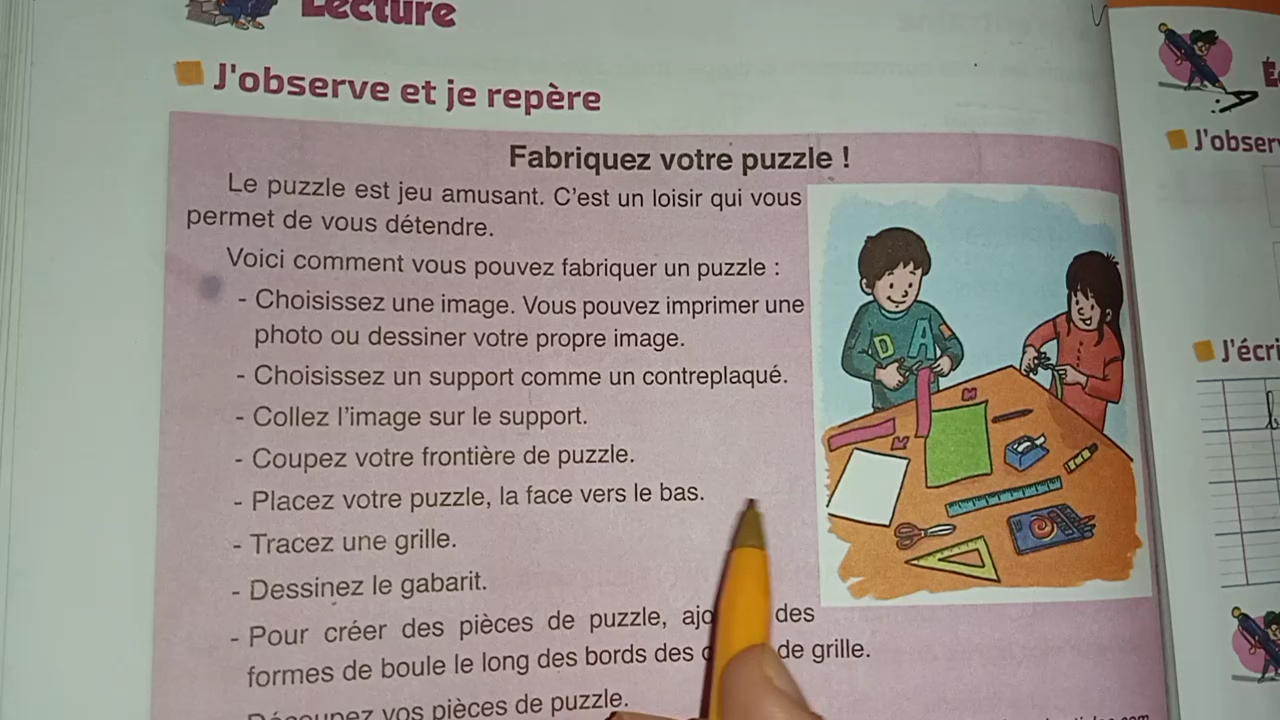 Lecture
J'observe et je repère
Fabriquez votre puzzle !
Le puzzle est jeu amusant. C'est un loisir qui vous
permet de vous détendre.
Voici comment vous pouvez fabriquer un puzzle :
- Choisissez une image. Vous pouvez imprimer une
photo ou dessiner votre propre image.
- Choisissez un support comme un contreplaqué.
- Collez l'image sur le support.
- Coupez votre frontière de puzzle.
- Placez votre puzzle, la face vers le bas.
- Tracez une grille.
- Dessinez le gabarit.
- Pour créer des pièces de puzzle, des
formes de boule le long des bords des de grille.
Découpez vos pièces de puzzle.
D A
J'obser
J'écri